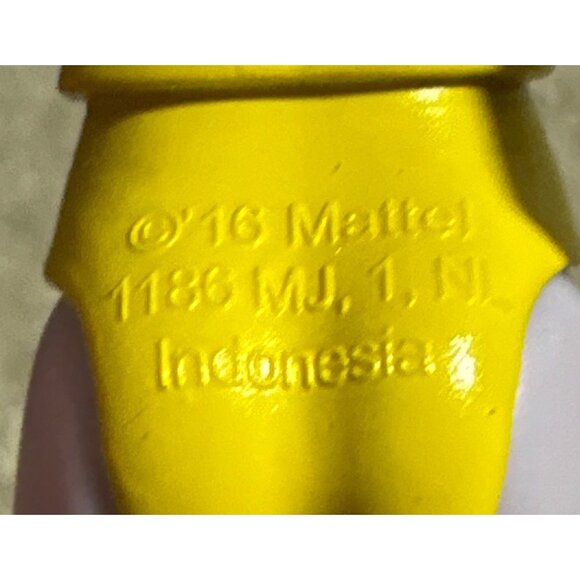 ©'16 Mattel
1186 MJ, 1, NL
Indonesia